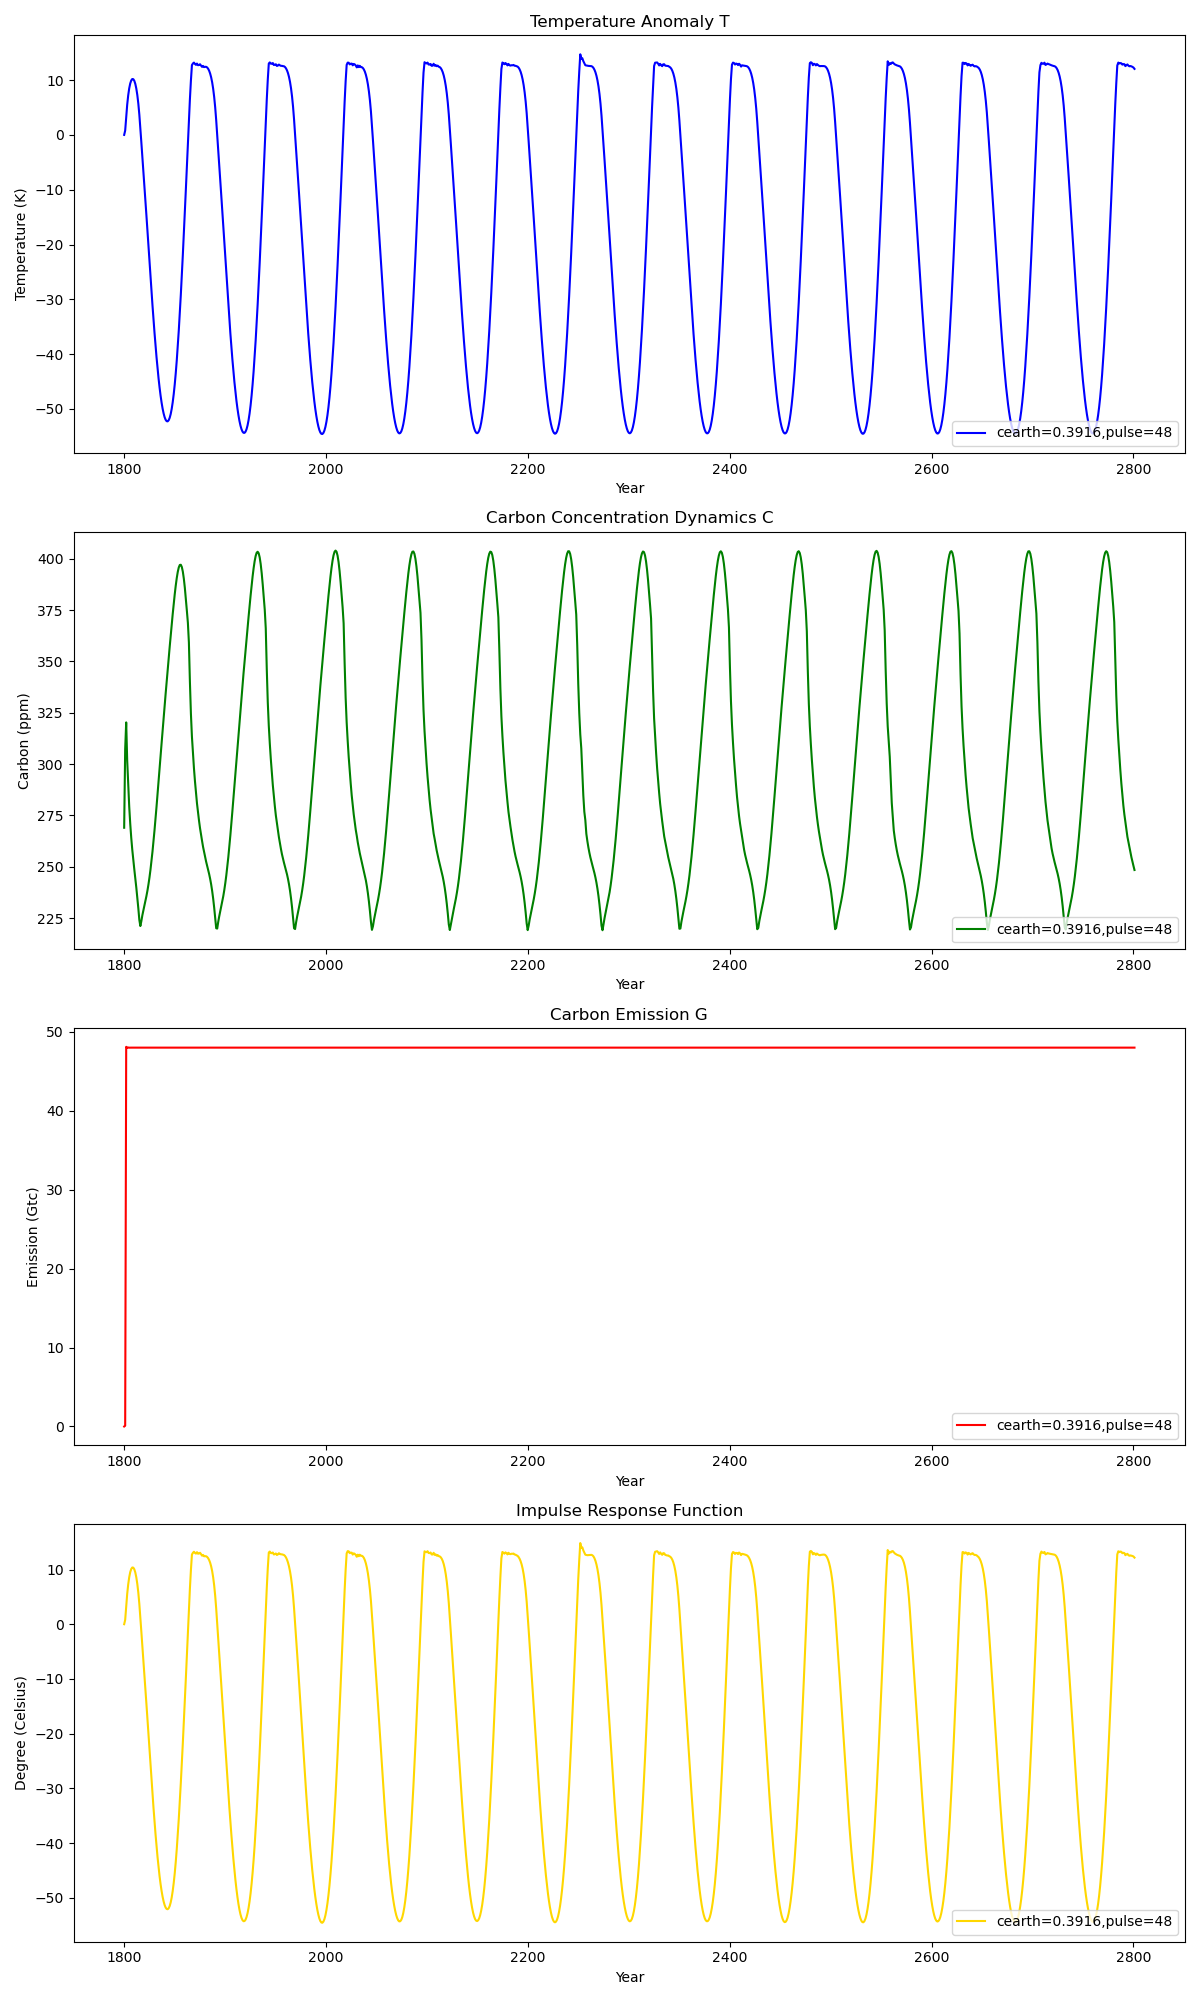 Temperature Anomaly T
10
0
−10
−20
−30
−40
−50
Temperature (K)
1800 2000 2200 2400 2600 2800
Year
cearth=0.3916,pulse=48
Carbon Concentration Dynamics C
400
375
350
325
300
275
250
225
Carbon (ppm)
1800 2000 2200 2400 2600 2800
Year
cearth=0.3916,pulse=48
Carbon Emission G
50
40
30
20
10
0
Emission (Gtc)
1800 2000 2200 2400 2600 2800
Year
cearth=0.3916,pulse=48
Impulse Response Function
10
0
−10
−20
−30
−40
−50
Degree (Celsius)
1800 2000 2200 2400 2600 2800
Year
cearth=0.3916,pulse=48